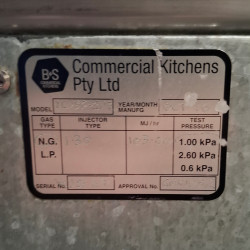 B+S
Commercial Kitchens
Pty Ltd
MODEL
YEAR/MONTH
MANUFG
GAS
TYPE
INJECTOR
TYPE
MJ/Hr
TEST
PRESSURE
N.G.
1.00 kPa
L.P.
2.60 kPa
0.6 kPa
SERIAL No.
APPROVAL No.